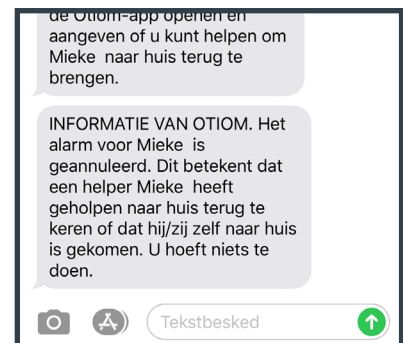 de Otiom-app openen en
aangeven of u kunt helpen om
Mieke naar huis terug te
brengen.
INFORMATIE VAN OTIOM. Het
alarm voor Mieke is
geannuleerd. Dit betekent dat
een helper Mieke heeft
geholpen naar huis terug te
keren of dat hij/zij zelf naar huis
is gekomen. U hoeft niets te
doen.
Tekstbesked